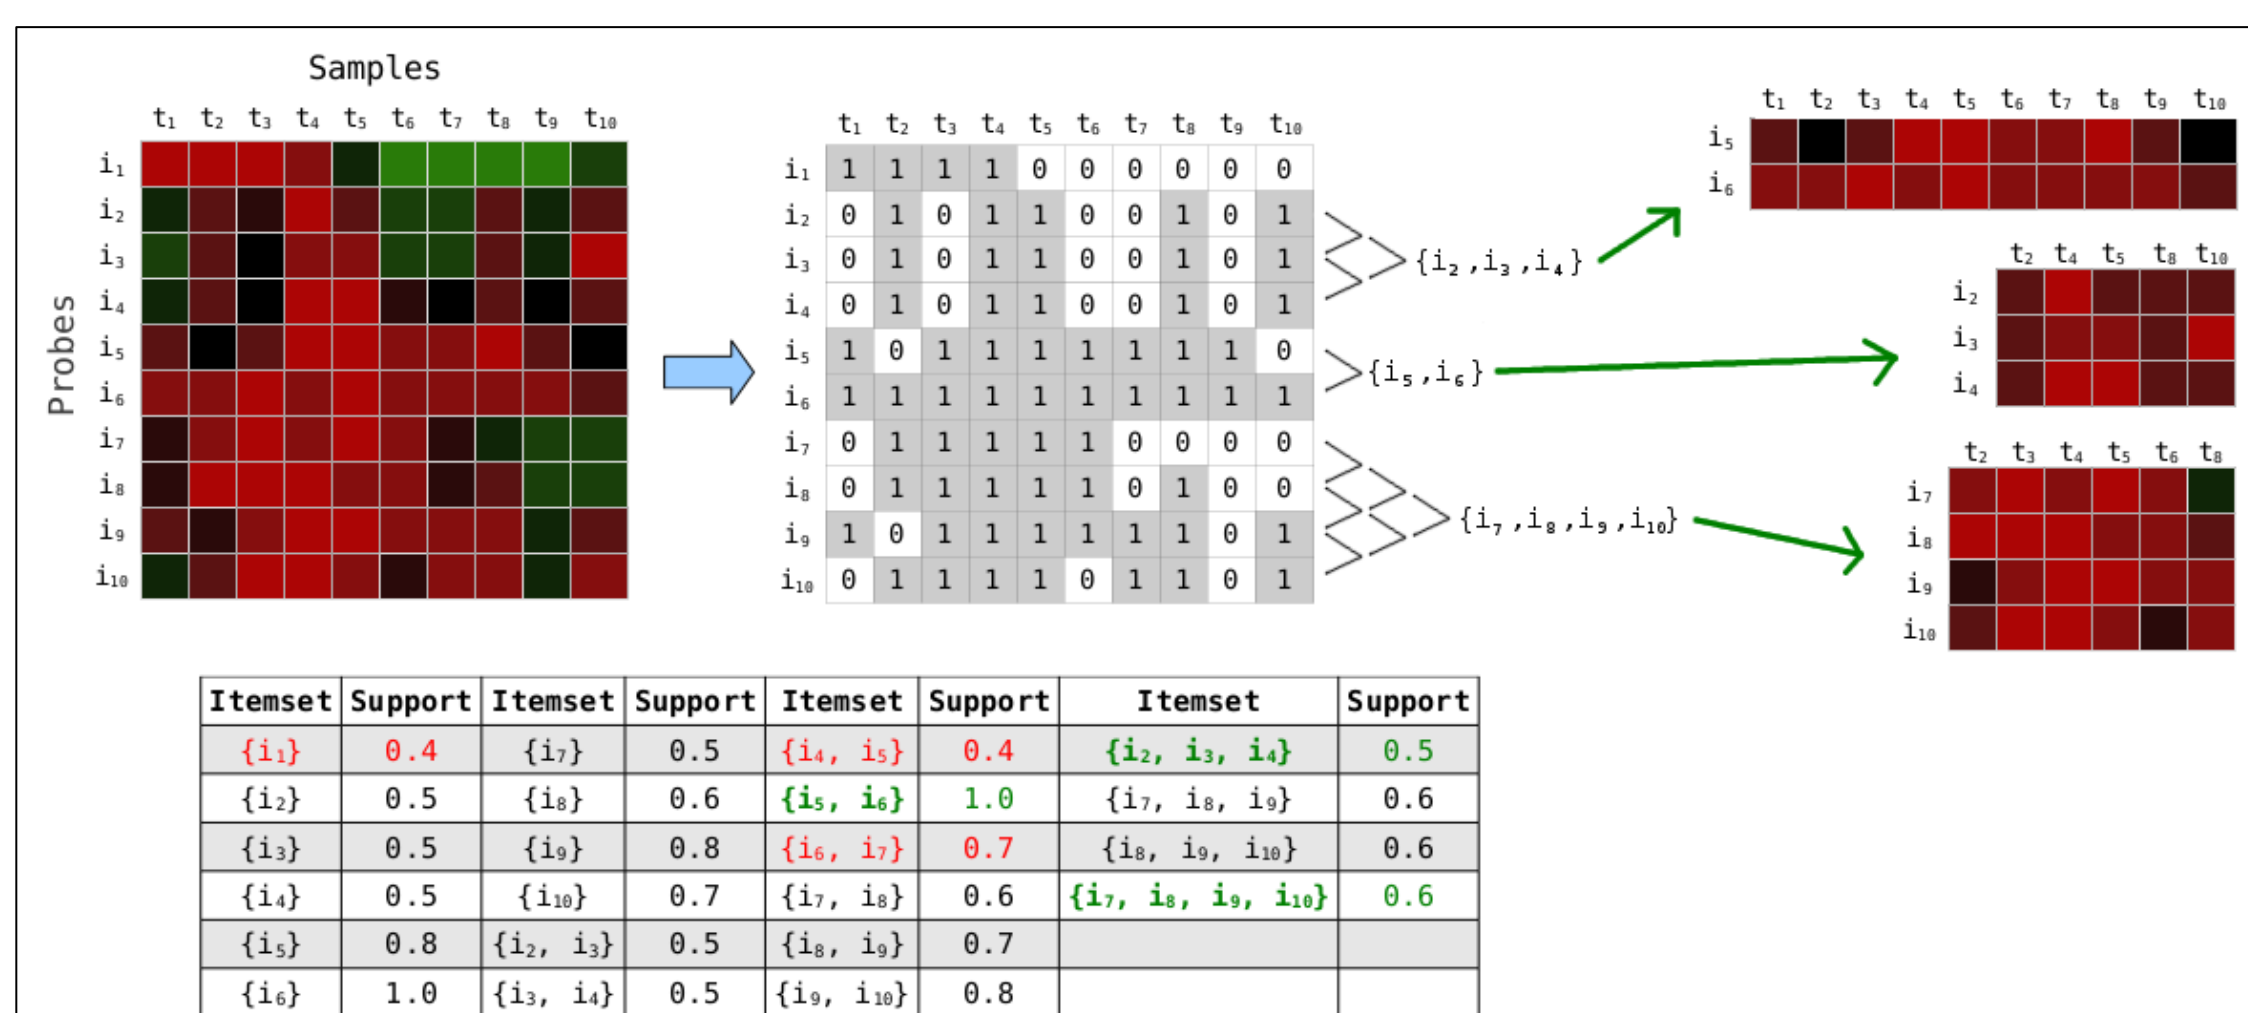 Samples
t₁ t₂ t₃ t₄ t₅ t₆ t₇ t₈ t₉ t₁₀
Probes
i₁
i₂
i₃
i₄
i₅
i₆
i₇
i₈
i₉
i₁₀
t₁ t₂ t₃ t₄ t₅ t₆ t₇ t₈ t₉ t₁₀
i₁ 1 1 1 1 0 0 0 0 0 0
i₂ 0 1 0 1 1 0 0 1 0 1
i₃ 0 1 0 1 1 0 0 1 0 1
i₄ 0 1 0 1 1 0 0 1 0 1
i₅ 1 0 1 1 1 1 1 1 1 0
i₆ 1 1 1 1 1 1 1 1 1 1
i₇ 0 1 1 1 1 1 0 0 0 0
i₈ 0 1 1 1 1 1 0 1 0 0
i₉ 1 0 1 1 1 1 1 1 0 1
i₁₀ 0 1 1 1 1 0 1 1 0 1
{i₂,i₃,i₄}
{i₅,i₆}
{i₇,i₈,i₉,i₁₀}
t₁ t₂ t₃ t₄ t₅ t₆ t₇ t₈ t₉ t₁₀
i₅
i₆
t₂ t₄ t₅ t₈ t₁₀
i₂
i₃
i₄
t₂ t₃ t₄ t₅ t₆ t₈
i₇
i₈
i₉
i₁₀
Itemset Support Itemset Support Itemset Support Itemset Support
{i₁} 0.4 {i₇} 0.5 {i₄, i₅} 0.4 {i₂, i₃, i₄} 0.5
{i₂} 0.5 {i₈} 0.6 {i₅, i₆} 1.0 {i₇, i₈, i₉} 0.6
{i₃} 0.5 {i₉} 0.8 {i₆, i₇} 0.7 {i₈, i₉, i₁₀} 0.6
{i₄} 0.5 {i₁₀} 0.7 {i₇, i₈} 0.6 {i₇, i₈, i₉, i₁₀} 0.6
{i₅} 0.8 {i₂, i₃} 0.5 {i₈, i₉} 0.7
{i₆} 1.0 {i₃, i₄} 0.5 {i₉, i₁₀} 0.8